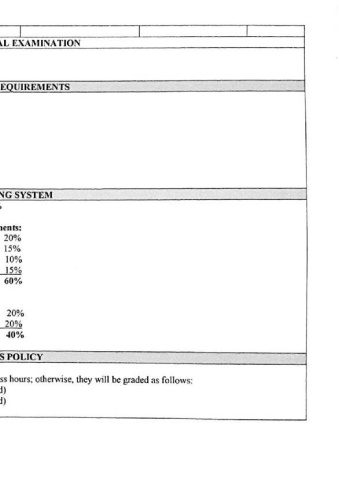 AL EXAMINATION
EQUIREMENTS
NG SYSTEM
nents:
20%
15%
10%
15%
60%
20%
20%
40%
S POLICY
ss hours; otherwise, they will be graded as follows:
d)
d)